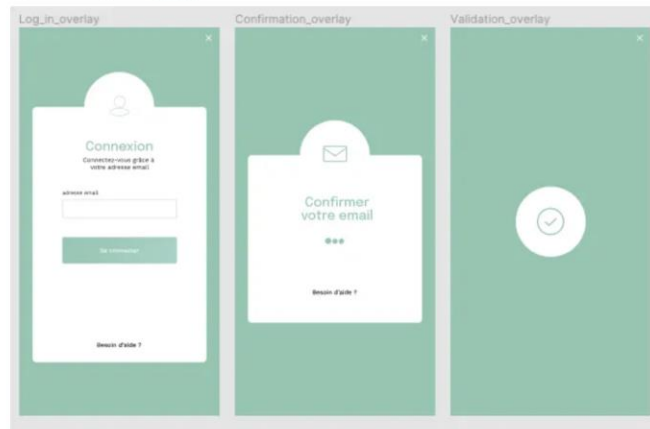 Log_in_overlay
Connexion
Connectez-vous grâce à
votre adresse email
adresse email
Se connecter
Besoin d'aide ?
Confirmation_overlay
Confirmer
votre email
Besoin d'aide ?
Validation_overlay